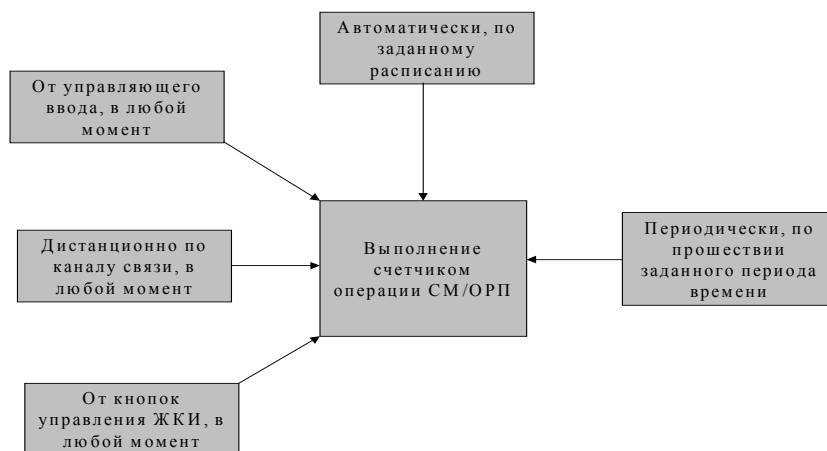 Автоматически, по
заданному
расписанию
От управляющего
ввода, в любой
момент
Дистанционно по
каналу связи, в
любой момент
Выполнение
счетчиком
операции СМ/ОРП
Периодически, по
прошествии
заданного периода
времени
От кнопок
управления ЖКИ, в
любой момент